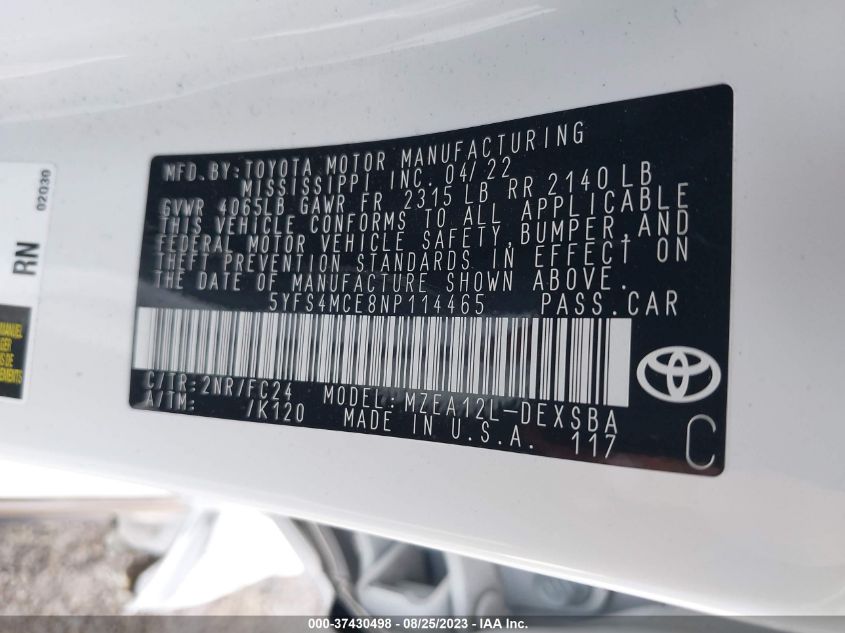 MFD.BY:TOYOTA MOTOR MANUFACTURING
MISSISSIPPI INC. 04/22
GVWR 4065LB GAWR FR 2315 LB RR 2140LB
THIS VEHICLE CONFORMS TO ALL APPLICABLE
FEDERAL MOTOR VEHICLE SAFETY,BUMPER,AND
THEFT PREVENTION STANDARDS IN EFFECT ON
THE DATE OF MANUFACTURE SHOWN ABOVE.
5YFS4MCE8NP114465 PASS.CAR
C/TR:2NR/FC24 MODEL:MZEA12L-DEXSBA
A/TM: /K120 MADE IN U.S.A.
117
C
RN 02039
MANUEL
000-37430498 - 08/25/2023 - IAA Inc.